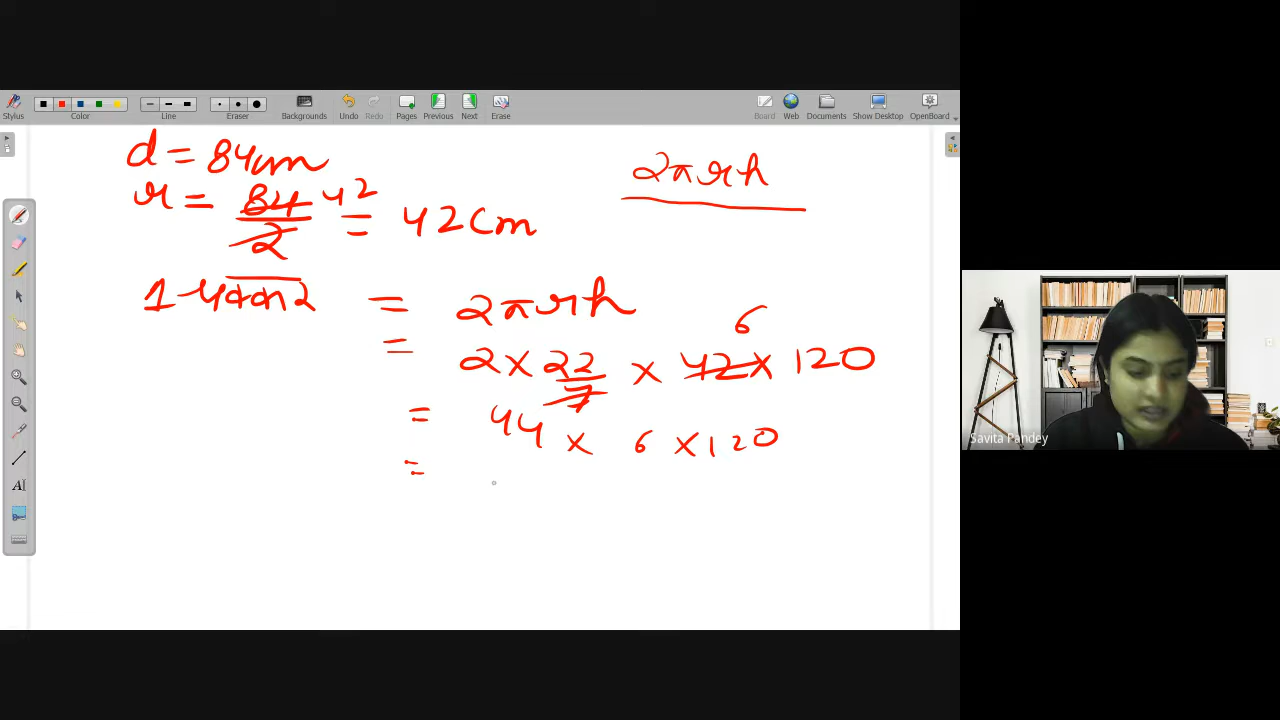 Stylus Color Line Eraser Backgrounds Undo Redo Pages Previous Next Erase Board Web Documents Show Desktop OpenBoard
d = 84cm
2πrh
r = 84/2 42 = 42cm
1 = 2πrh
6
= 2 × 22/7 × 42 × 120
= 44 × 6 × 120
=
Savita Pandey